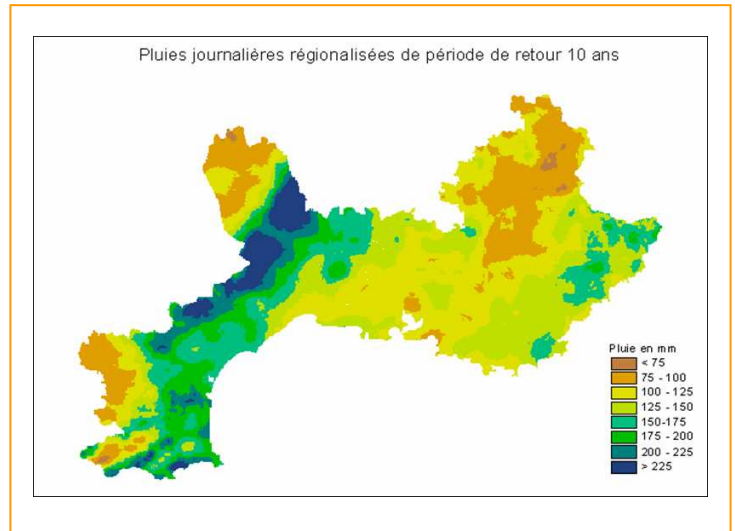 Pluies journalières régionalisées de période de retour 10 ans
Pluie en mm
< 75
75 - 100
100 - 125
125 - 150
150-175
175 - 200
200 - 225
> 225